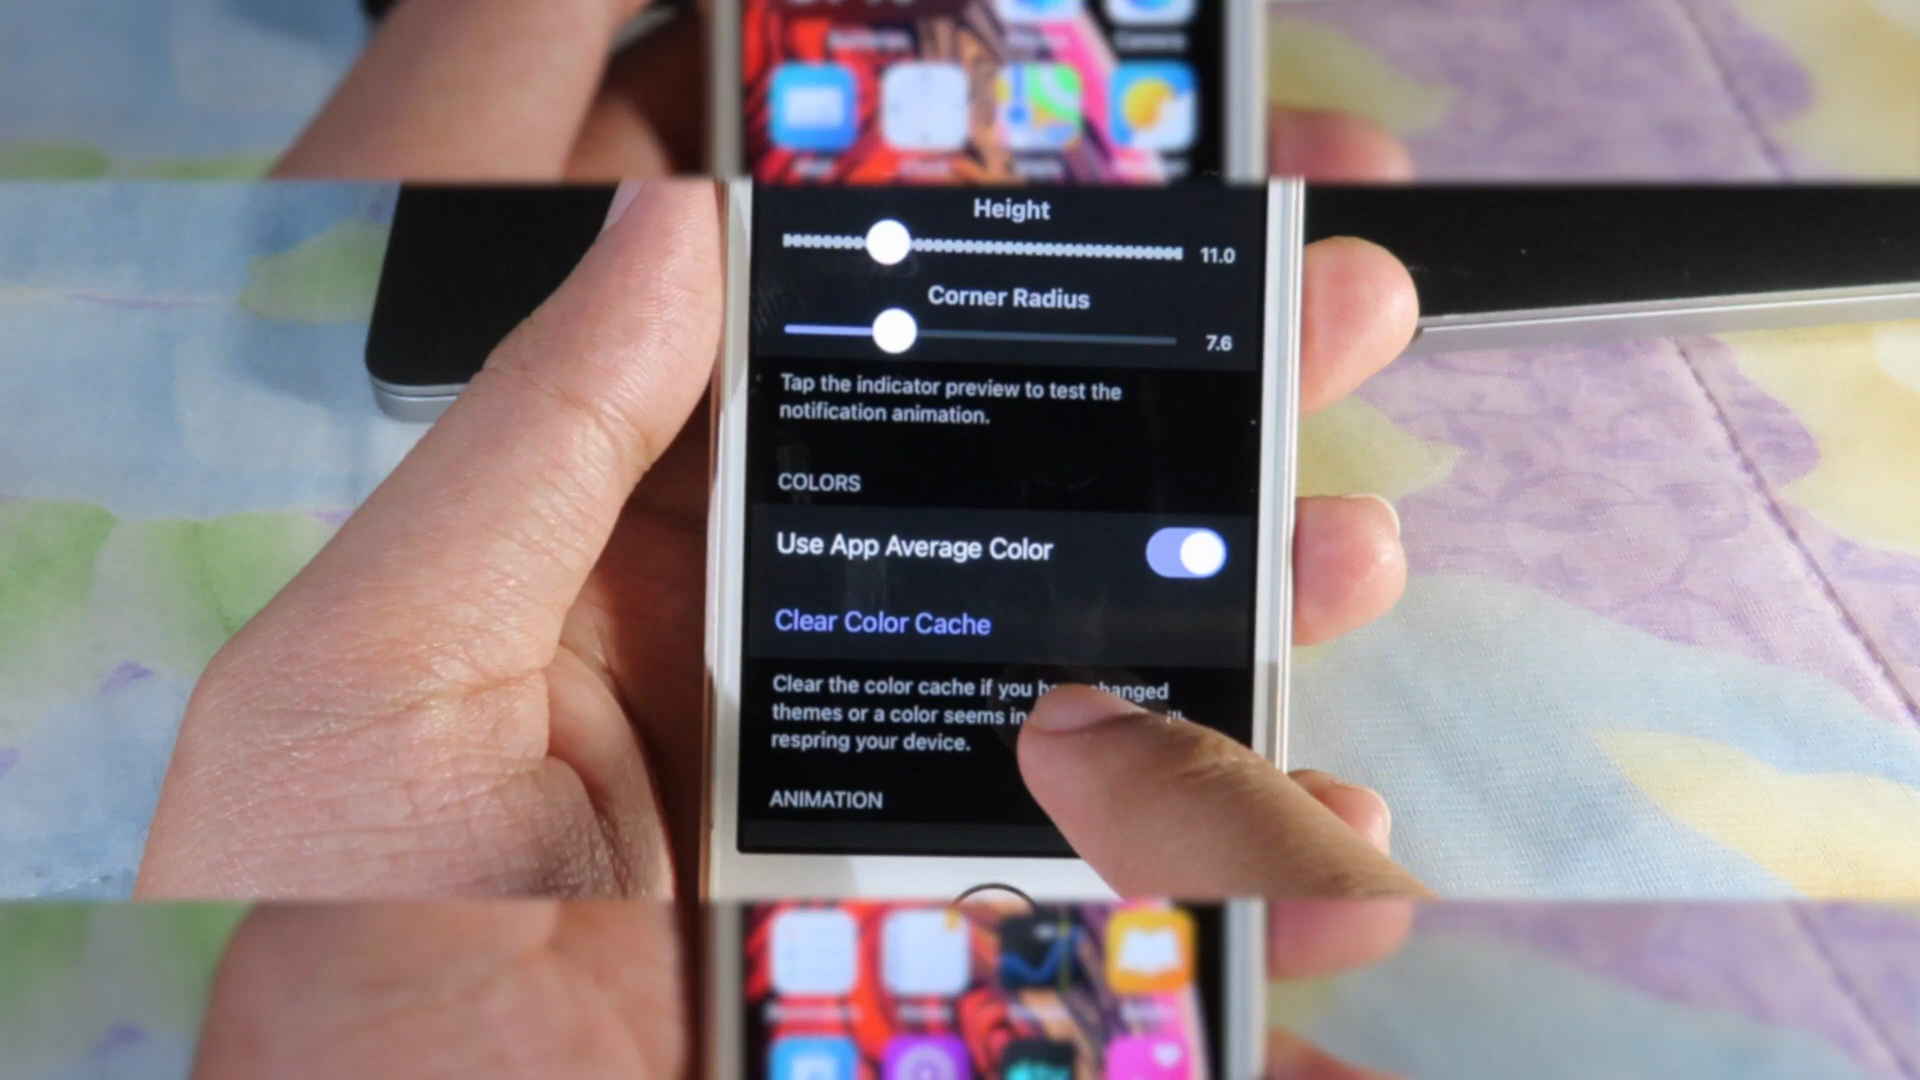 Height
11.0
Corner Radius
7.6
Tap the indicator preview to test the
notification animation.
COLORS
Use App Average Color
Clear Color Cache
Clear the color cache if you changed
themes or a color seems
respring your device.
ANIMATION